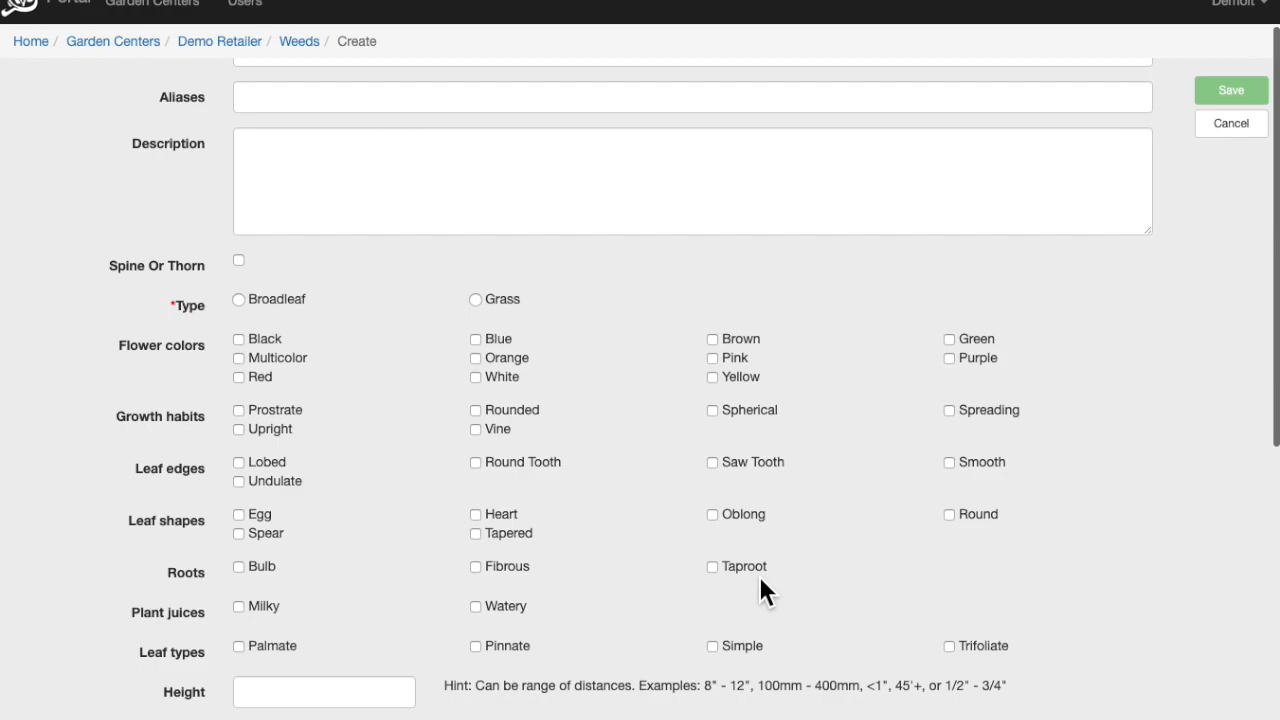 Portal Garden Centers Users DemoIt
Home / Garden Centers / Demo Retailer / Weeds / Create
Save
Aliases
Cancel
Description
Spine Or Thorn
*Type Broadleaf Grass
Flower colors Black Blue Brown Green
Multicolor Orange Pink Purple
Red White Yellow
Growth habits Prostrate Rounded Spherical Spreading
Upright Vine
Leaf edges Lobed Round Tooth Saw Tooth Smooth
Undulate
Leaf shapes Egg Heart Oblong Round
Spear Tapered
Roots Bulb Fibrous Taproot
Plant juices Milky Watery
Leaf types Palmate Pinnate Simple Trifoliate
Height Hint: Can be range of distances. Examples: 8" - 12", 100mm - 400mm, <1", 45'+, or 1/2" - 3/4"